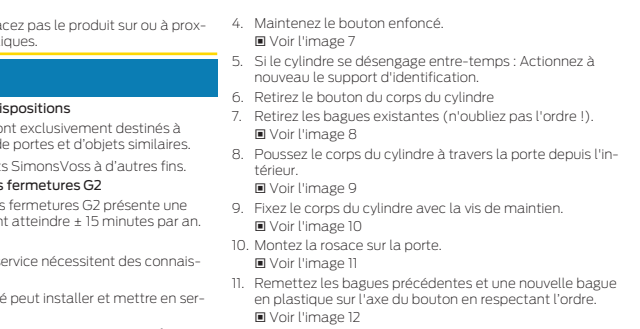 acez pas le produit sur ou à prox-
iques.
ispositions
ont exclusivement destinés à
de portes et d'objets similaires.
ts SimonsVoss à d'autres fins.
s fermetures G2
s fermetures G2 présente une
nt atteindre ± 15 minutes par an.
service nécessitent des connais-
é peut installer et mettre en ser-
4. Maintenez le bouton enfoncé.
▣ Voir l'image 7
5. Si le cylindre se désengage entre-temps : Actionnez à
nouveau le support d'identification.
6. Retirez le bouton du corps du cylindre
7. Retirez les bagues existantes (n'oubliez pas l'ordre !).
▣ Voir l'image 8
8. Poussez le corps du cylindre à travers la porte depuis l'in-
térieur.
▣ Voir l'image 9
9. Fixez le corps du cylindre avec la vis de maintien.
▣ Voir l'image 10
10. Montez la rosace sur la porte.
▣ Voir l'image 11
11. Remettez les bagues précédentes et une nouvelle bague
en plastique sur l'axe du bouton en respectant l'ordre.
▣ Voir l'image 12